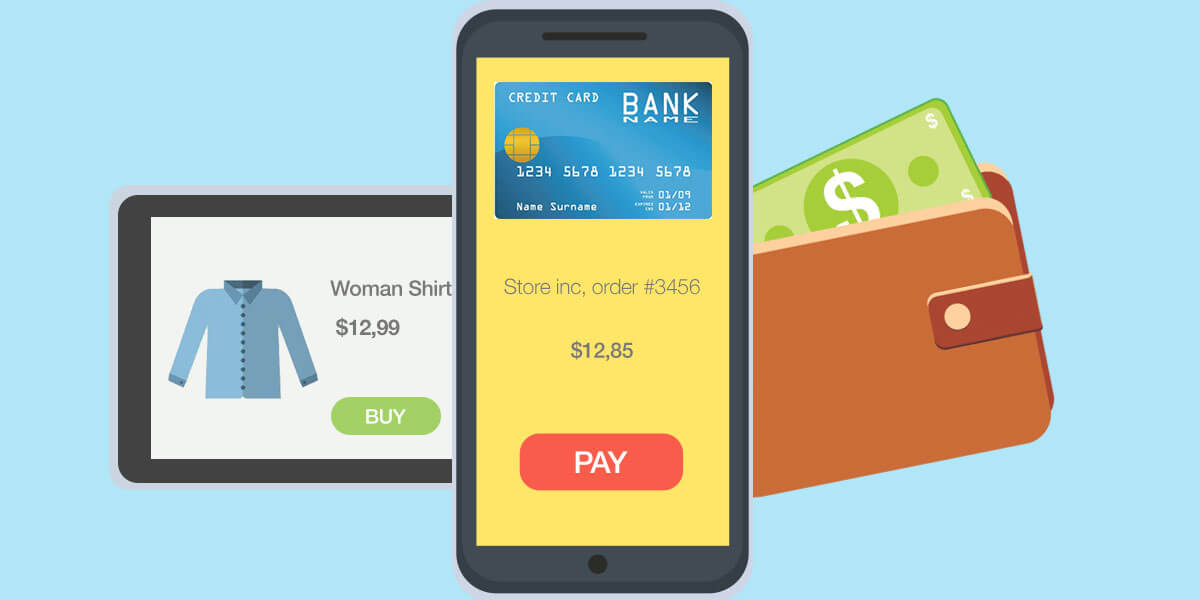 Woman Shirt
$12,99
BUY
CREDIT CARD
BANK
NAME
1234 5678 1234 5678
VALID FROM 01/09
Name Surname
EXPIRES END 01/12
Store inc, order #3456
$12,85
PAY
$
$
$